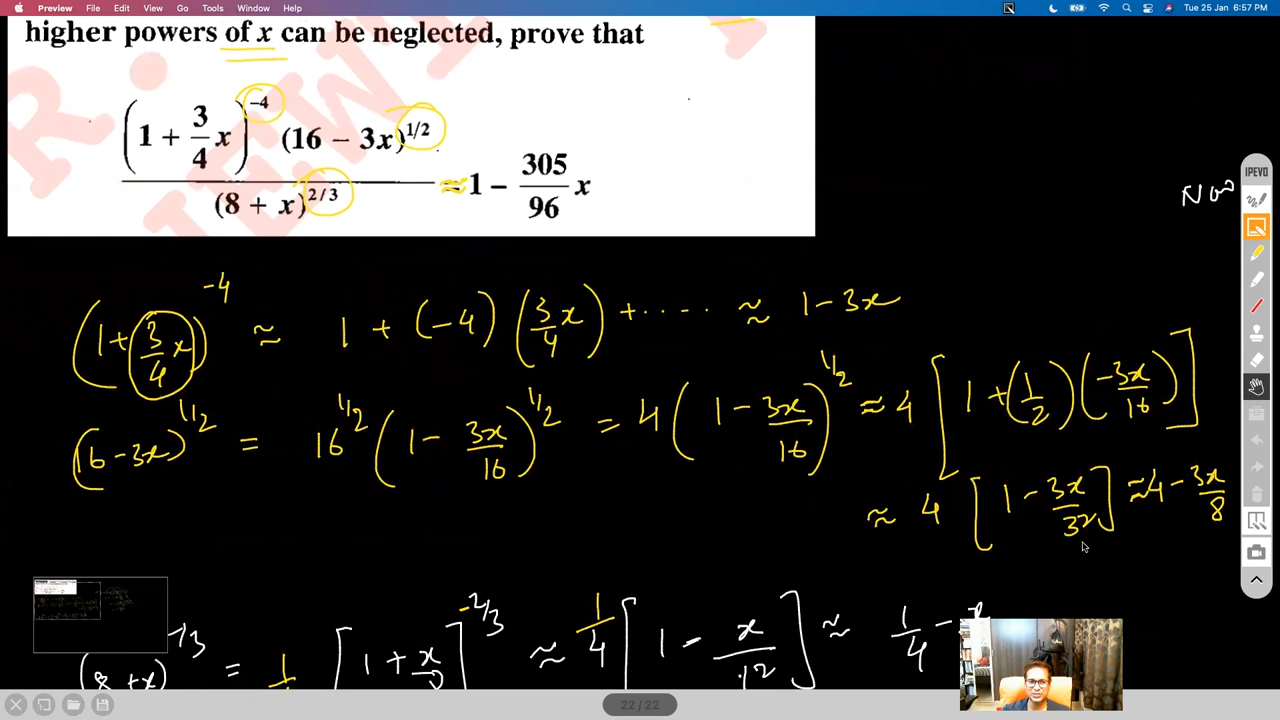 Preview File Edit View Go Tools Window Help Tue 25 Jan 6:57 PM
higher powers of x can be neglected, prove that
(1 + 3/4 x)^-4 (16 − 3x)^1/2
(8 + x)^2/3
≈ 1 − 305/96 x
IPEVO
(1 + 3/4 x)^-4 ≈ 1 + (-4) (3/4 x) + ..... ≈ 1 - 3x
(16 - 3x)^1/2 = 16^1/2 (1 - 3x/16)^1/2 = 4 (1 - 3x/16)^1/2 ≈ 4 [1 + (1/2) (-3x/16)]
≈ 4 [1 - 3x/32] ≈ 4 - 3x/8
(8 + x) = [1 + x/8]^-2/3 ≈ 1/4 [1 - x/12] ≈ 1/4 -
22 / 22